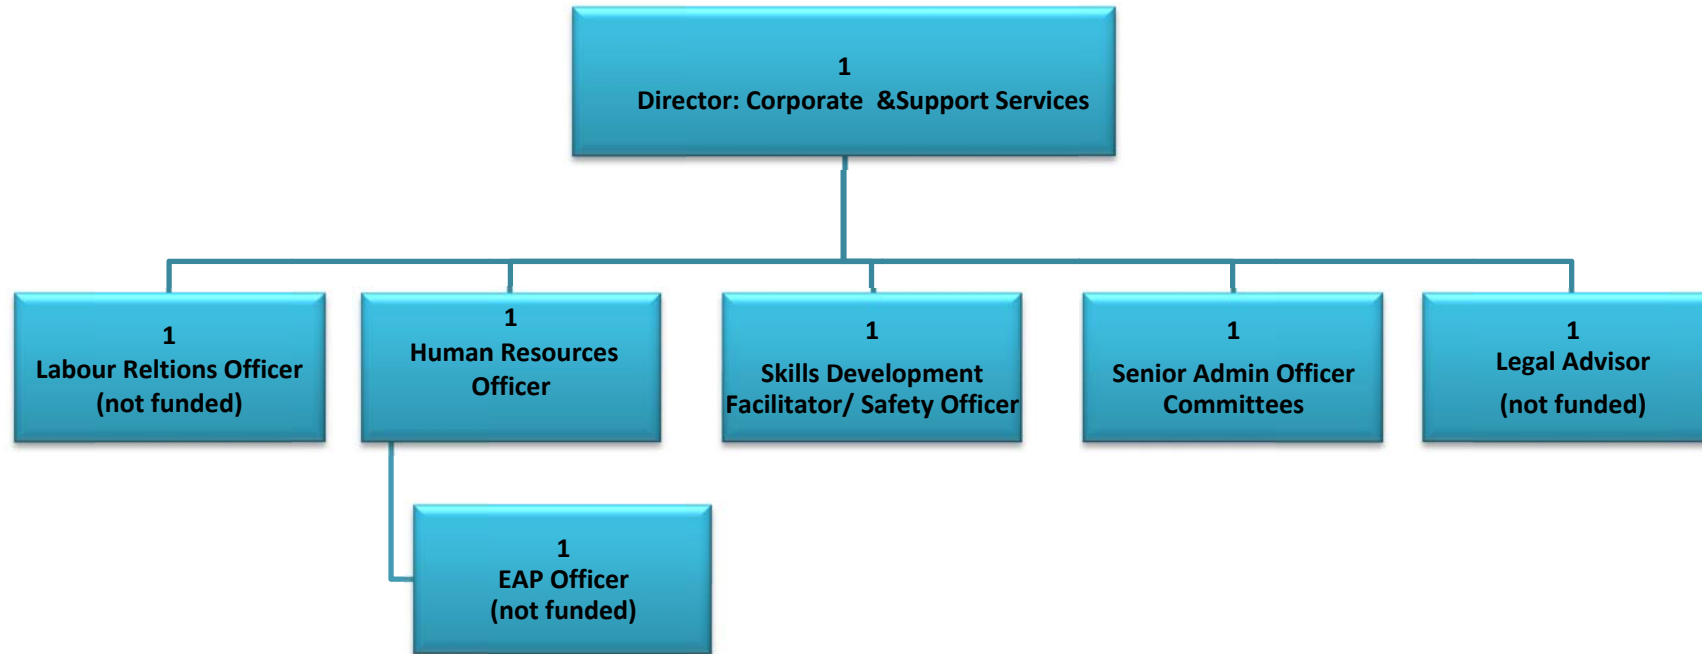 1
Director: Corporate &Support Services
1
Labour Reltions Officer
(not funded)
1
Human Resources
Officer
1
Skills Development
Facilitator/ Safety Officer
1
Senior Admin Officer
Committees
1
Legal Advisor
(not funded)
1
EAP Officer
(not funded)